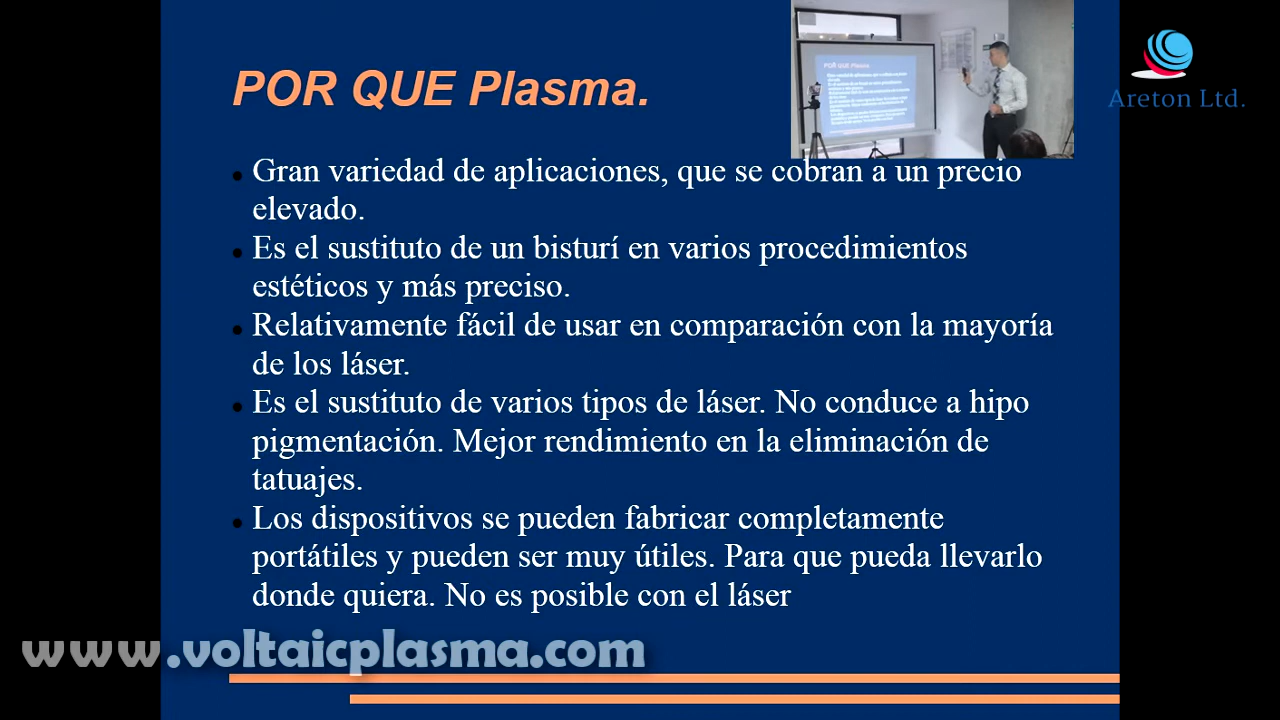 POR QUE Plasma.
Areton Ltd.
Gran variedad de aplicaciones, que se cobran a un precio
elevado.
Es el sustituto de un bisturí en varios procedimientos
estéticos y más preciso.
Relativamente fácil de usar en comparación con la mayoría
de los láser.
Es el sustituto de varios tipos de láser. No conduce a hipo
pigmentación. Mejor rendimiento en la eliminación de
tatuajes.
Los dispositivos se pueden fabricar completamente
portátiles y pueden ser muy útiles. Para que pueda llevarlo
donde quiera. No es posible con el láser
www.voltaicplasma.com